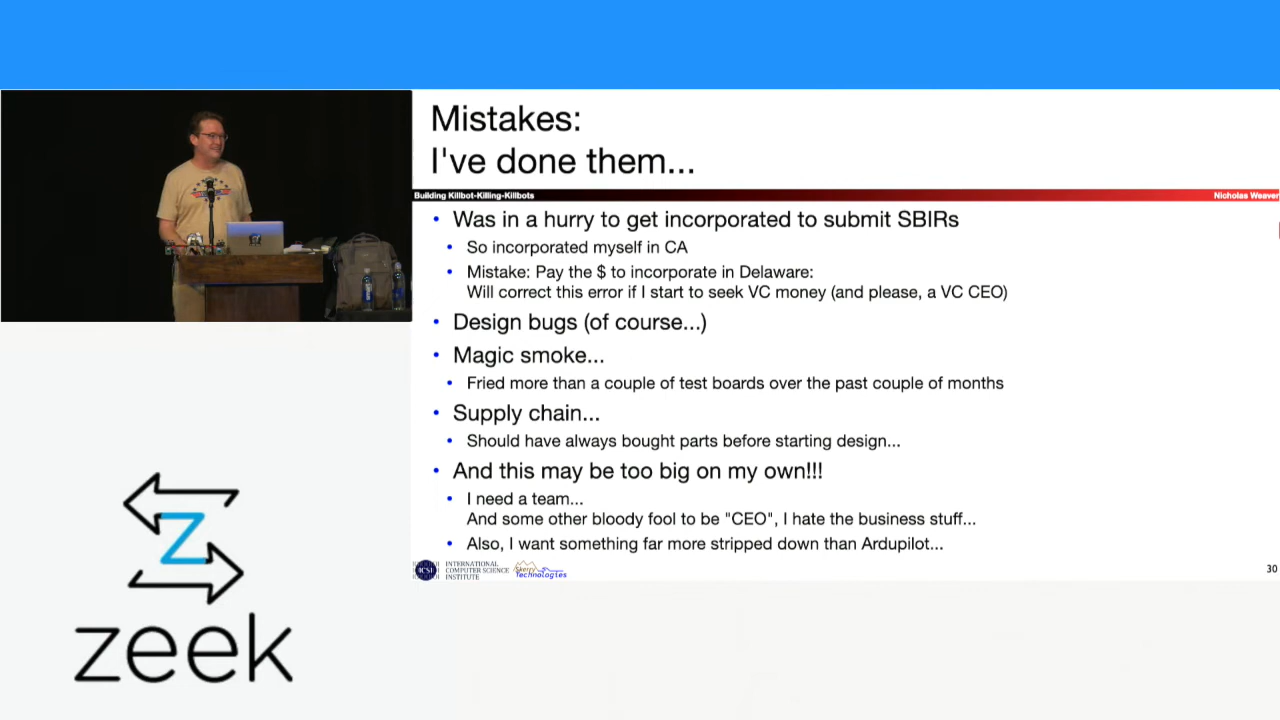 Mistakes:
I've done them...
Building Killbot-Killing-Killbots
Nicholas Weaver
• Was in a hurry to get incorporated to submit SBIRs
• So incorporated myself in CA
• Mistake: Pay the $ to incorporate in Delaware:
Will correct this error if I start to seek VC money (and please, a VC CEO)
• Design bugs (of course...)
• Magic smoke...
• Fried more than a couple of test boards over the past couple of months
• Supply chain...
• Should have always bought parts before starting design...
• And this may be too big on my own!!!
• I need a team...
And some other bloody fool to be "CEO", I hate the business stuff...
• Also, I want something far more stripped down than Ardupilot...
ICSI
INTERNATIONAL
COMPUTER SCIENCE
INSTITUTE
Skerry
Technologies
30
z
zeek